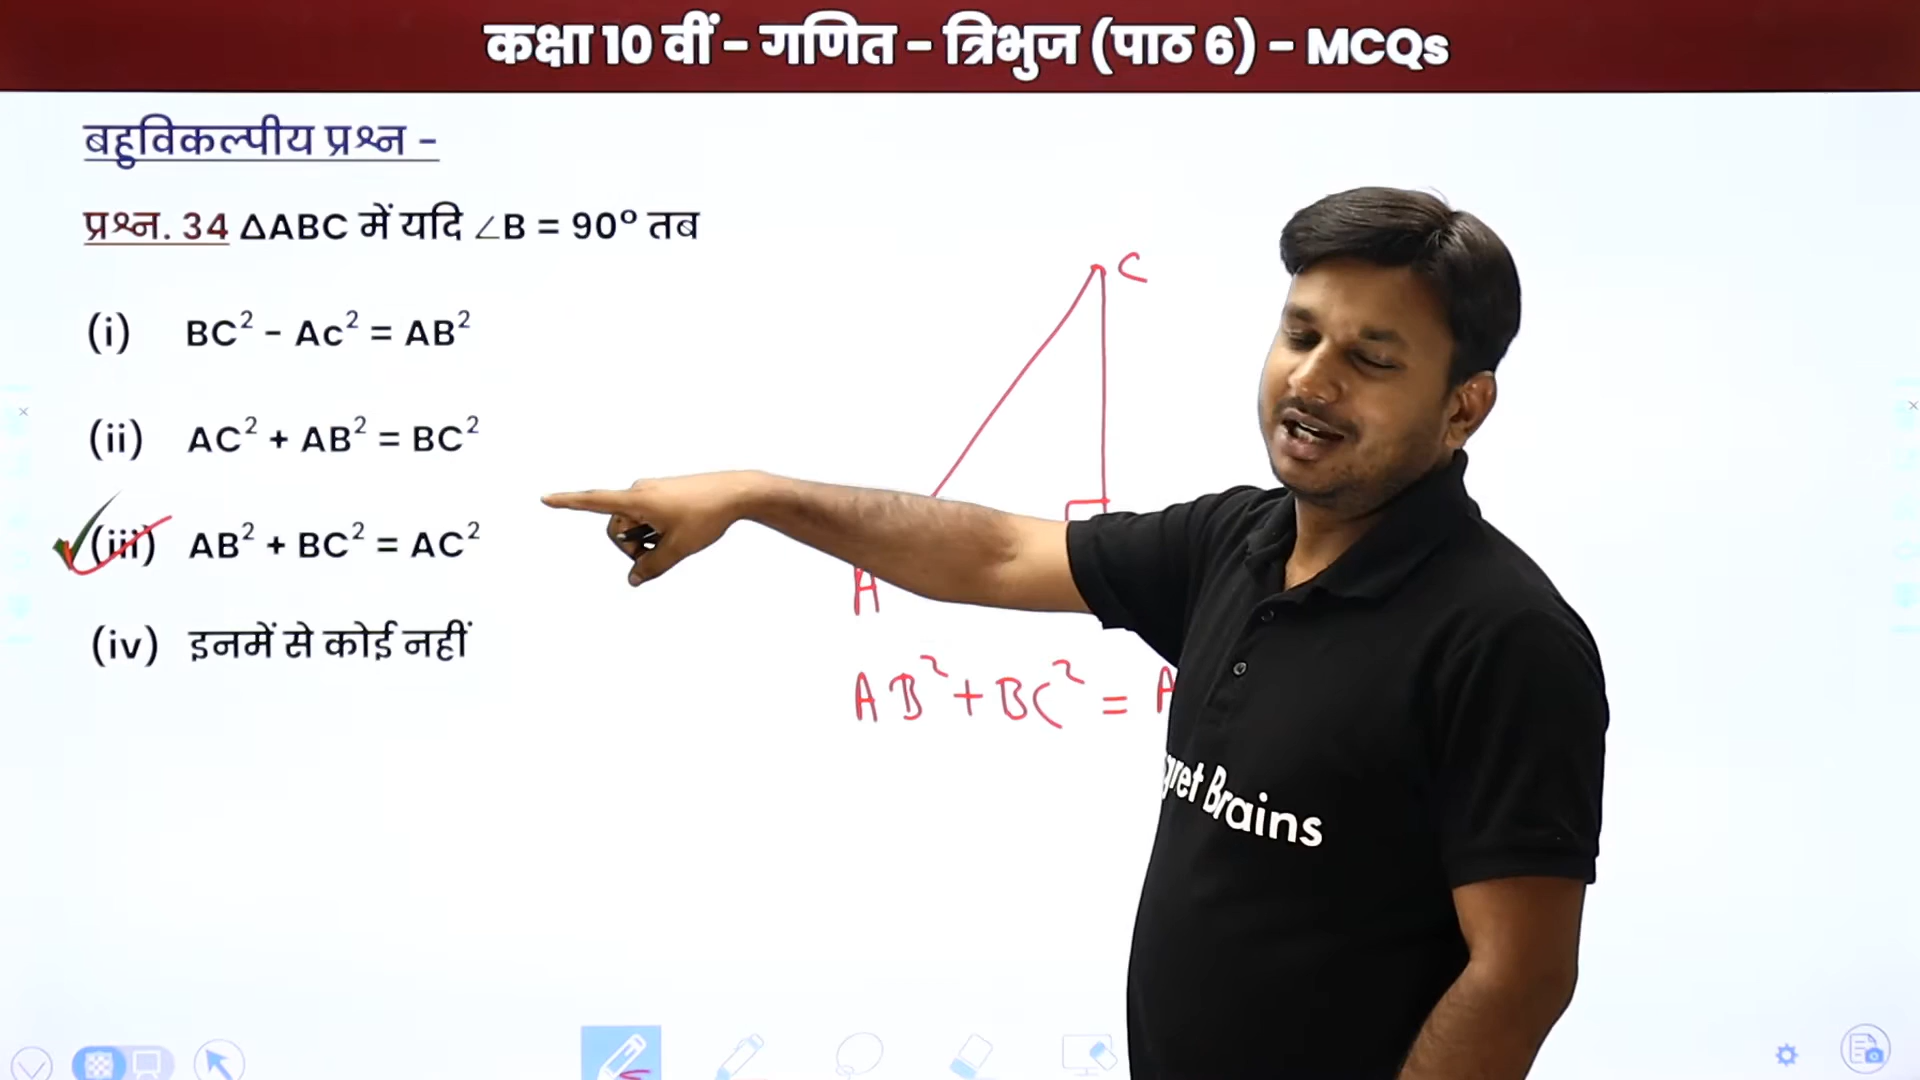 कक्षा 10 वीं – गणित – त्रिभुज (पाठ 6) – MCQs
बहुविकल्पीय प्रश्न –
प्रश्न. 34 ΔABC में यदि ∠B = 90° तब
(i) BC² - Ac² = AB²
(ii) AC² + AB² = BC²
(iii) AB² + BC² = AC²
(iv) इनमें से कोई नहीं
C
A
AB² + BC² = A
Brains